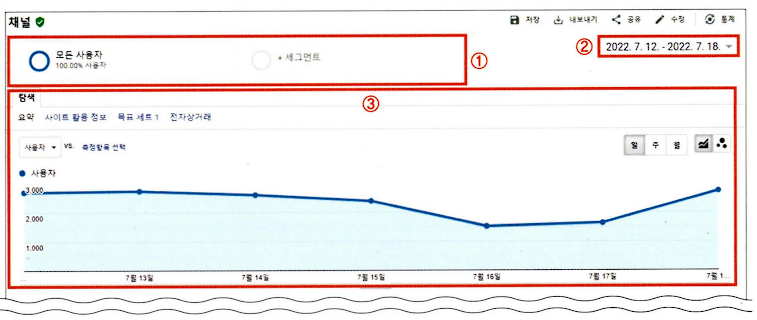 채널
저장 내보내기 공유 수정 통계
모든 사용자
100.00% 사용자
+ 세그먼트
①
②
2022. 7. 12. - 2022. 7. 18.
③
탐색
요약 사이트 활용 정보 목표 세트 1 전자상거래
사용자 VS. 측정항목 선택
일 주 월
사용자
3,000
2,000
1,000
... 7월 13일 7월 14일 7월 15일 7월 16일 7월 17일 7월 1...